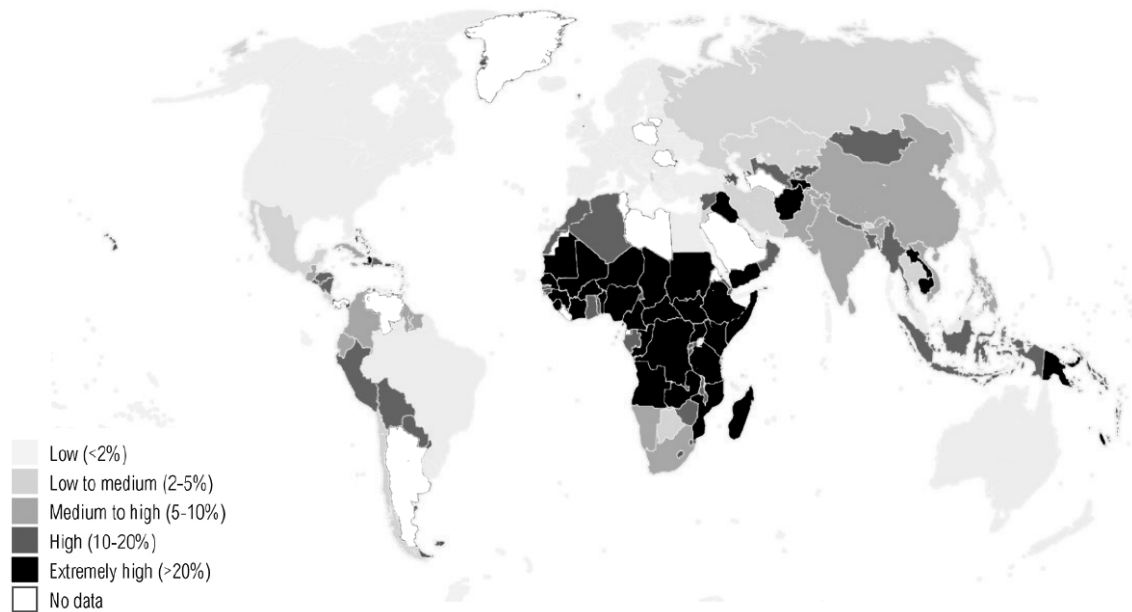 Low (<2%)
Low to medium (2-5%)
Medium to high (5-10%)
High (10-20%)
Extremely high (>20%)
No data